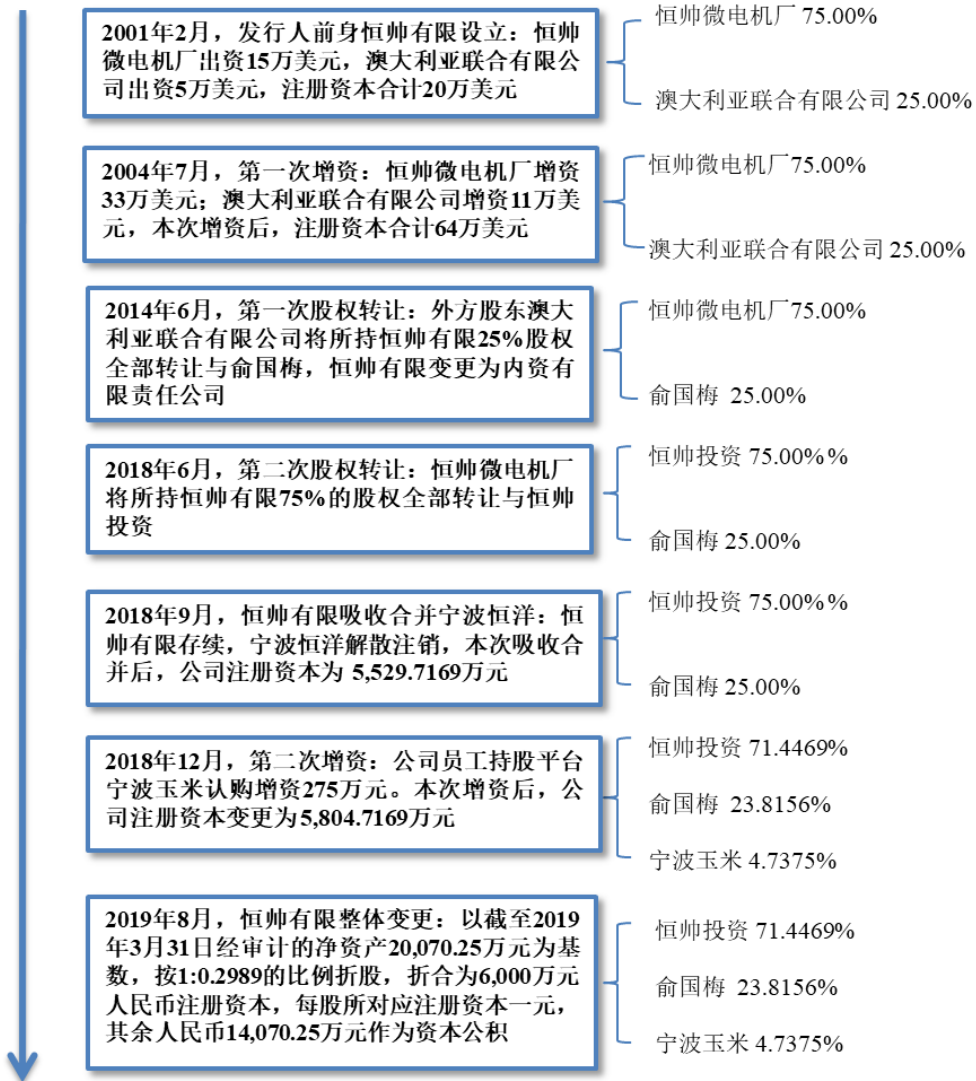 2001年2月，发行人前身恒帅有限设立：恒帅
微电机厂出资15万美元，澳大利亚联合有限公
司出资5万美元，注册资本合计20万美元
恒帅微电机厂 75.00%
澳大利亚联合有限公司 25.00%
2004年7月，第一次增资：恒帅微电机厂增资
33万美元；澳大利亚联合有限公司增资11万美
元，本次增资后，注册资本合计64万美元
恒帅微电机厂75.00%
澳大利亚联合有限公司 25.00%
2014年6月，第一次股权转让：外方股东澳大
利亚联合有限公司将所持恒帅有限25%股权
全部转让与俞国梅，恒帅有限变更为内资有
限责任公司
恒帅微电机厂75.00%
俞国梅 25.00%
2018年6月，第二次股权转让：恒帅微电机厂
将所持恒帅有限75%的股权全部转让与恒帅
投资
恒帅投资 75.00%%
俞国梅 25.00%
2018年9月，恒帅有限吸收合并宁波恒洋：恒
帅有限存续，宁波恒洋解散注销，本次吸收合
并后，公司注册资本为 5,529.7169万元
恒帅投资 75.00%%
俞国梅 25.00%
2018年12月，第二次增资：公司员工持股平台
宁波玉米认购增资275万元。本次增资后，公
司注册资本变更为5,804.7169万元
恒帅投资 71.4469%
俞国梅 23.8156%
宁波玉米 4.7375%
2019年8月，恒帅有限整体变更：以截至2019
年3月31日经审计的净资产20,070.25万元为基
数，按1:0.2989的比例折股，折合为6,000万元
人民币注册资本，每股所对应注册资本一元，
其余人民币14,070.25万元作为资本公积
恒帅投资 71.4469%
俞国梅 23.8156%
宁波玉米 4.7375%